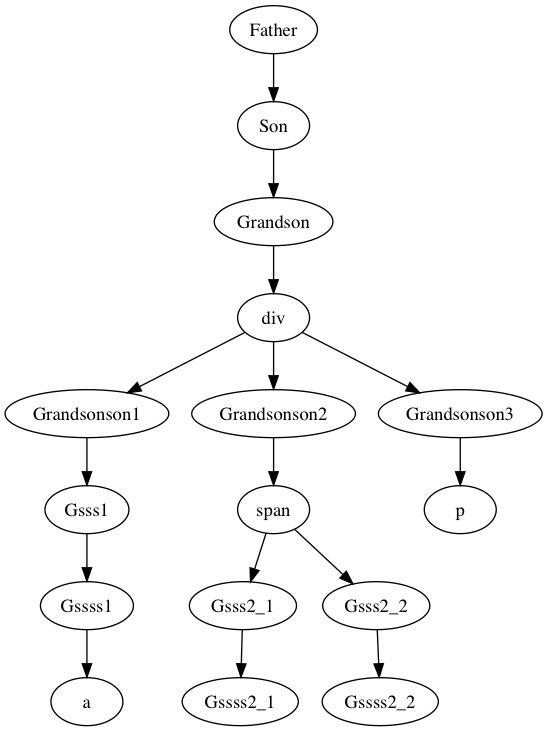 Father
Son
Grandson
div
Grandsonson1
Grandsonson2
Grandsonson3
Gsss1
span
p
Gssss1
Gsss2_1
Gsss2_2
a
Gssss2_1
Gssss2_2